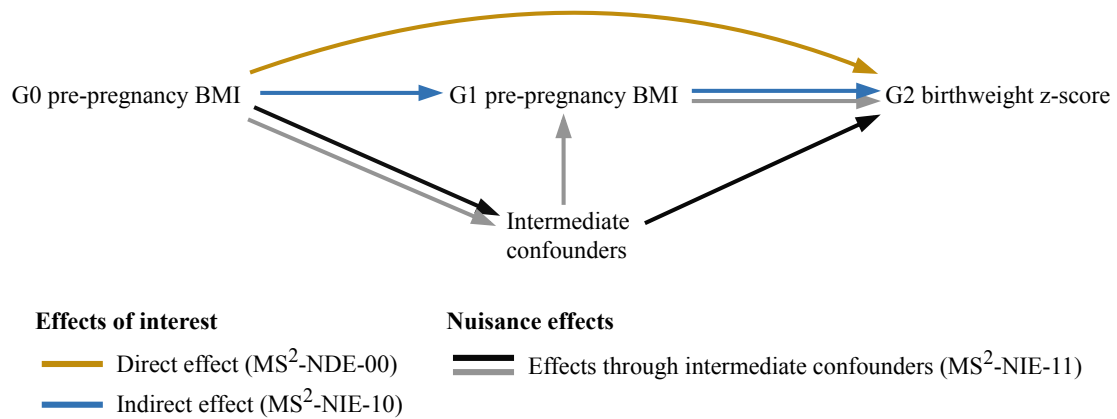 G0 pre-pregnancy BMI
G1 pre-pregnancy BMI
G2 birthweight z-score
Intermediate
confounders
Effects of interest
Direct effect (MS²-NDE-00)
Indirect effect (MS²-NIE-10)
Nuisance effects
Effects through intermediate confounders (MS²-NIE-11)